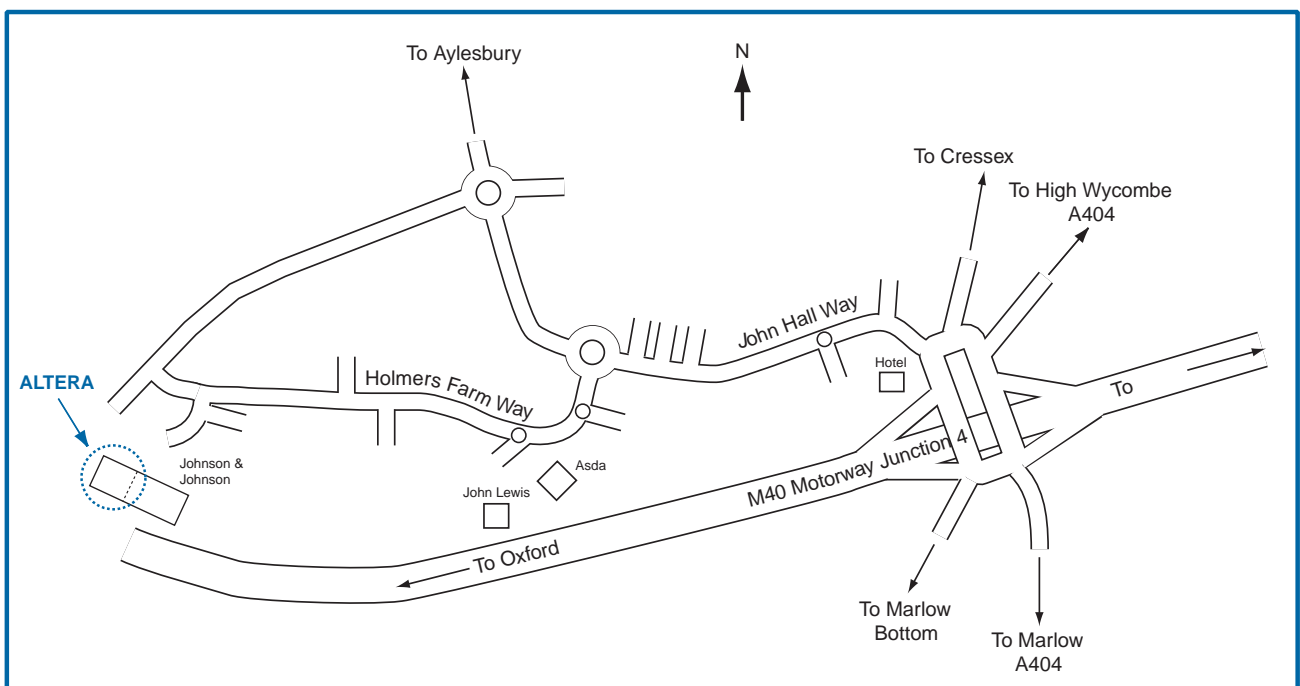 To Aylesbury
N
To Cressex
To High Wycombe
A404
John Hall Way
Hotel
ALTERA
Holmers Farm Way
To
Johnson &
Johnson
Asda
John Lewis
M40 Motorway Junction 4
To Oxford
To Marlow
Bottom
To Marlow
A404